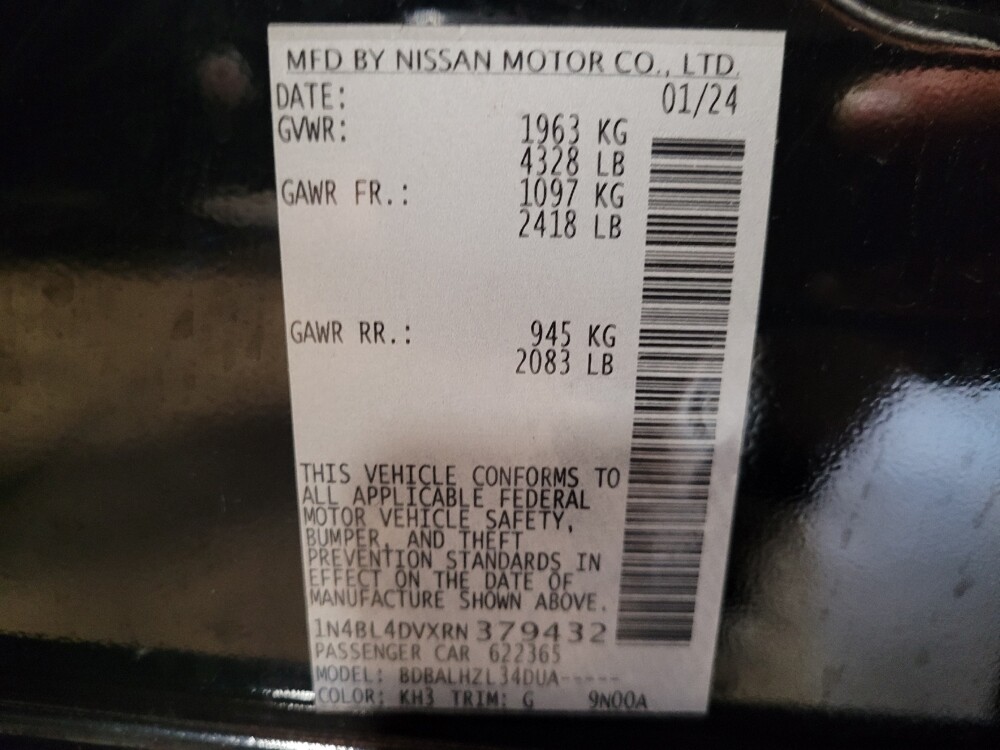 MFD BY NISSAN MOTOR CO., LTD.
DATE: 01/24
GVWR: 1963 KG
4328 LB
GAWR FR.: 1097 KG
2418 LB
GAWR RR.: 945 KG
2083 LB
THIS VEHICLE CONFORMS TO
ALL APPLICABLE FEDERAL
MOTOR VEHICLE SAFETY,
BUMPER, AND THEFT
PREVENTION STANDARDS IN
EFFECT ON THE DATE OF
MANUFACTURE SHOWN ABOVE.
1N4BL4DVXRN379432
PASSENGER CAR 622365
MODEL: BDBALHZL34DUA-----
COLOR: KH3 TRIM: G 9N00A